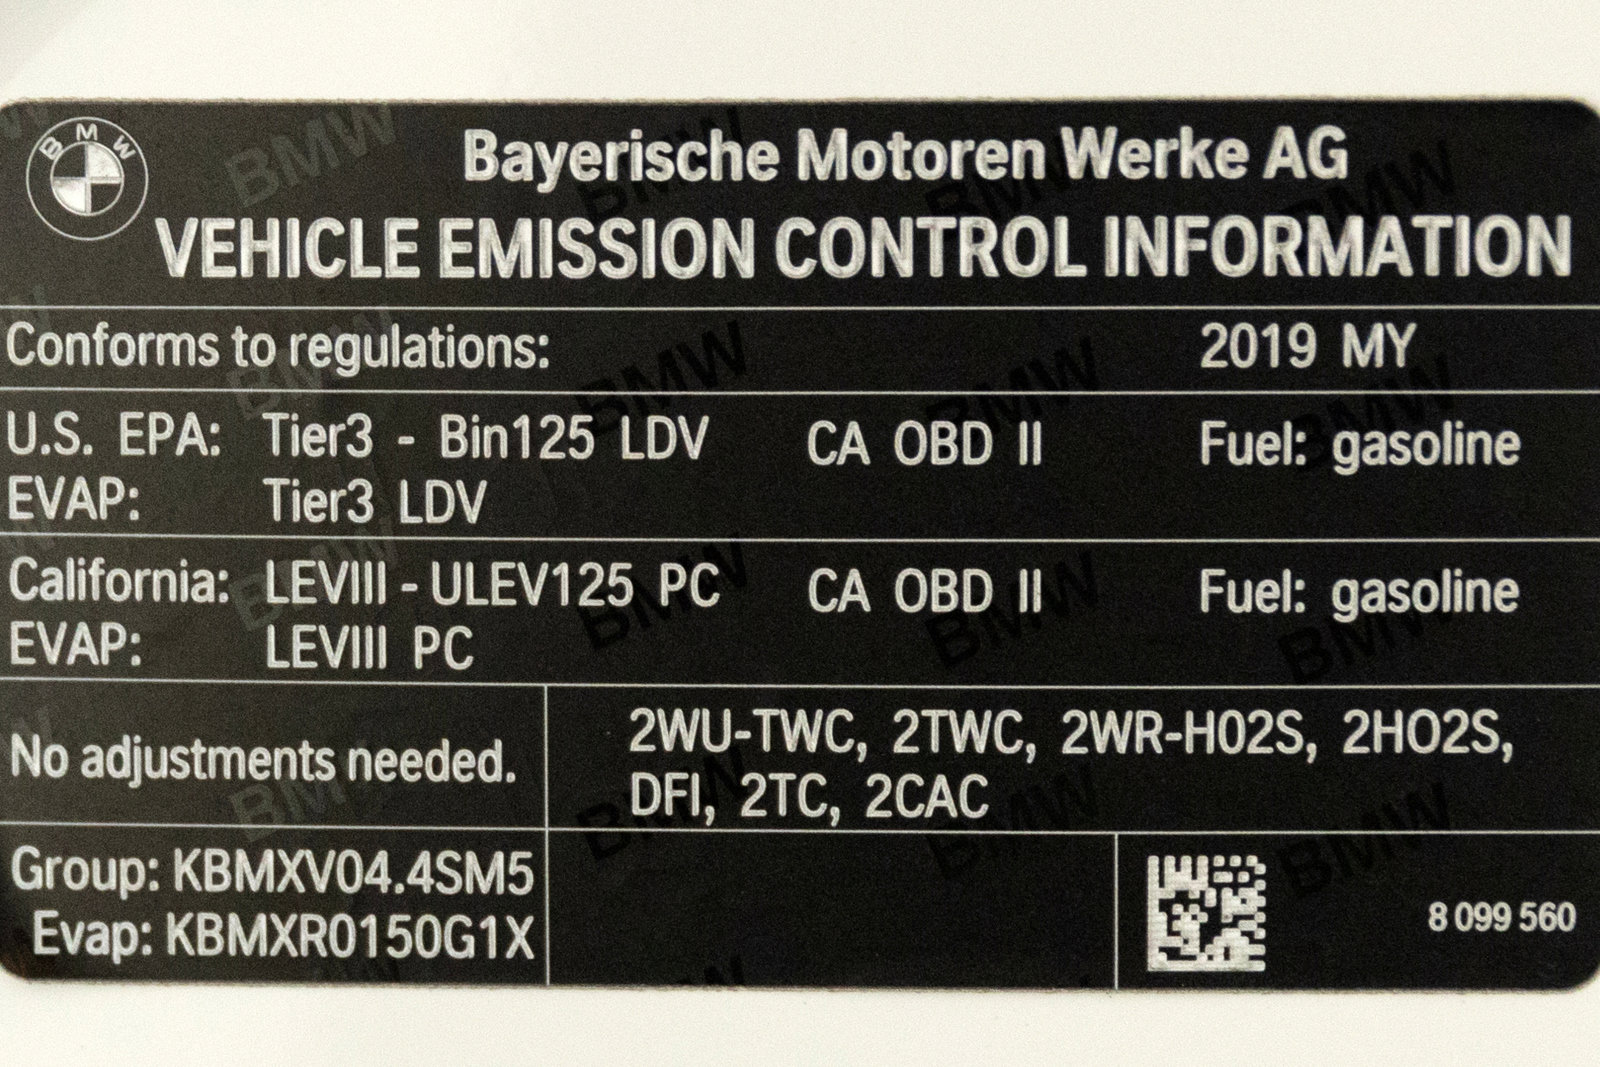 BMW
Bayerische Motoren Werke AG
VEHICLE EMISSION CONTROL INFORMATION
Conforms to regulations: 2019 MY
U.S. EPA: Tier3 - Bin125 LDV CA OBD II Fuel: gasoline
EVAP: Tier3 LDV
California: LEVIII - ULEV125 PC CA OBD II Fuel: gasoline
EVAP: LEVIII PC
No adjustments needed.
2WU-TWC, 2TWC, 2WR-HO2S, 2HO2S,
DFI, 2TC, 2CAC
Group: KBMXV04.4SM5
Evap: KBMXR0150G1X
8 099 560